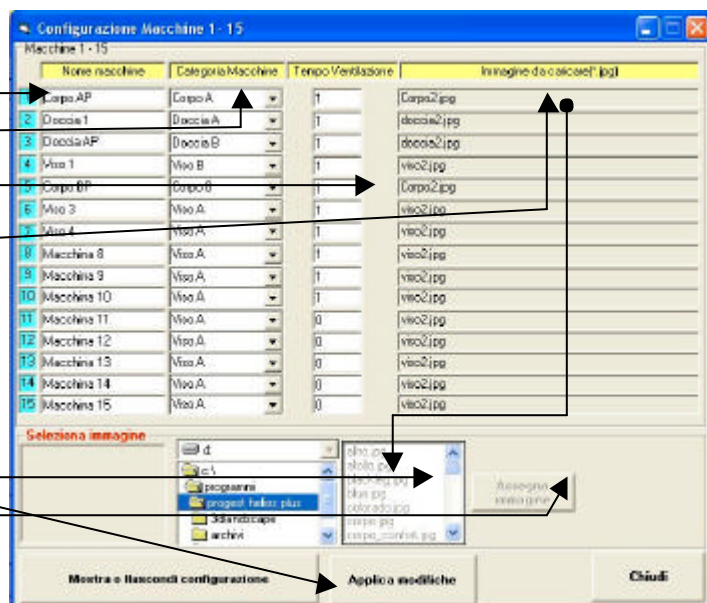 Configurazione Macchine 1 - 15
Macchine 1 - 15
Nome macchine Categoria Macchine Tempo Ventilazione Immagine da caricare(*.jpg)
1 Corpo AP Corpo A 1 Corpo2.jpg
2 Doccia 1 Doccia A 1 doccia2.jpg
3 Doccia AP Doccia B 1 doccia2.jpg
4 Viso 1 Viso B 1 viso2.jpg
5 Corpo BP Corpo B 1 Corpo2.jpg
6 Viso 3 Viso A 1 viso2.jpg
7 Viso 4 Viso A 1 viso2.jpg
8 Macchina 8 Viso A 1 viso2.jpg
9 Macchina 9 Viso A 1 viso2.jpg
10 Macchina 10 Viso A 1 viso2.jpg
11 Macchina 11 Viso A 0 viso2.jpg
12 Macchina 12 Viso A 0 viso2.jpg
13 Macchina 13 Viso A 0 viso2.jpg
14 Macchina 14 Viso A 0 viso2.jpg
15 Macchina 15 Viso A 0 viso2.jpg
Seleziona immagine
d:
c:\
programmi
progest helios plus
3dlandscape
archivi
blue.jpg
colorado.jpg
corpo.jpg
corpo_confort.jpg
Assegna
immagine
Mostra o Nascondi configurazione Applica modifiche Chiudi